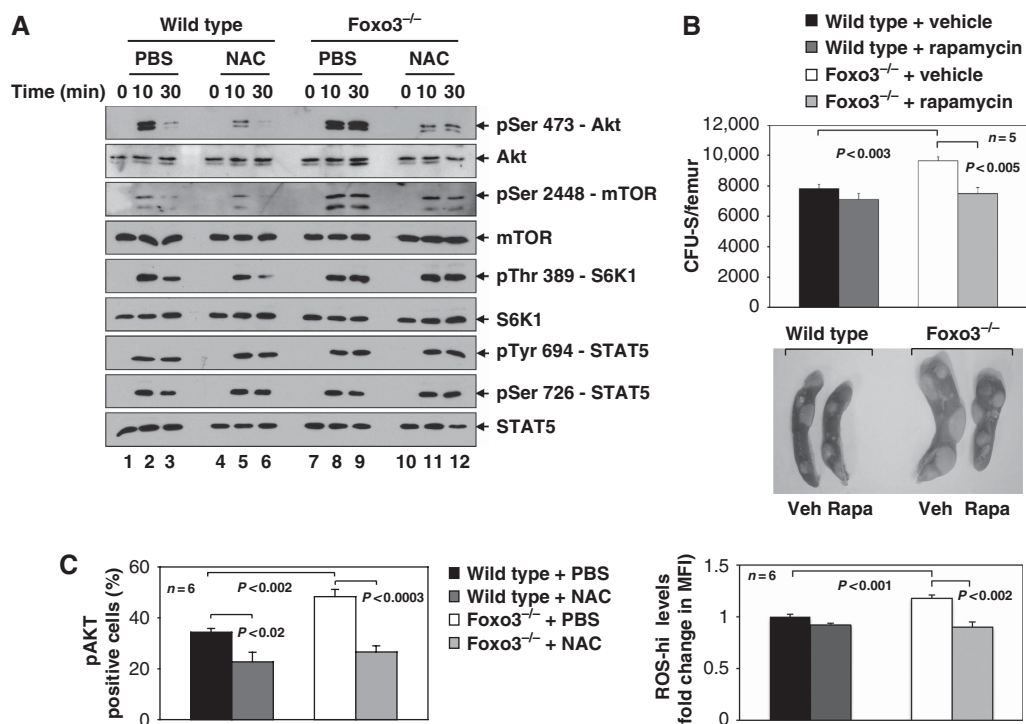 A
Wild type Foxo3–/–
PBS NAC PBS NAC
Time (min) 0 10 30 0 10 30 0 10 30 0 10 30
pSer 473 - Akt
Akt
pSer 2448 - mTOR
mTOR
pThr 389 - S6K1
S6K1
pTyr 694 - STAT5
pSer 726 - STAT5
STAT5
1 2 3 4 5 6 7 8 9 10 11 12
B
Wild type + vehicle
Wild type + rapamycin
Foxo3–/– + vehicle
Foxo3–/– + rapamycin
CFU-S/femur
12,000
10,000
8000
6000
4000
2000
0
n = 5
P < 0.003
P < 0.005
Wild type Foxo3–/–
Veh Rapa Veh Rapa
C
pAKT
positive cells (%)
60
40
20
0
n = 6
P < 0.002
P < 0.0003
P < 0.02
Wild type + PBS
Wild type + NAC
Foxo3–/– + PBS
Foxo3–/– + NAC
ROS-hi levels
fold change in MFI)
1.5
1
0.5
0
n = 6
P < 0.001
P < 0.002